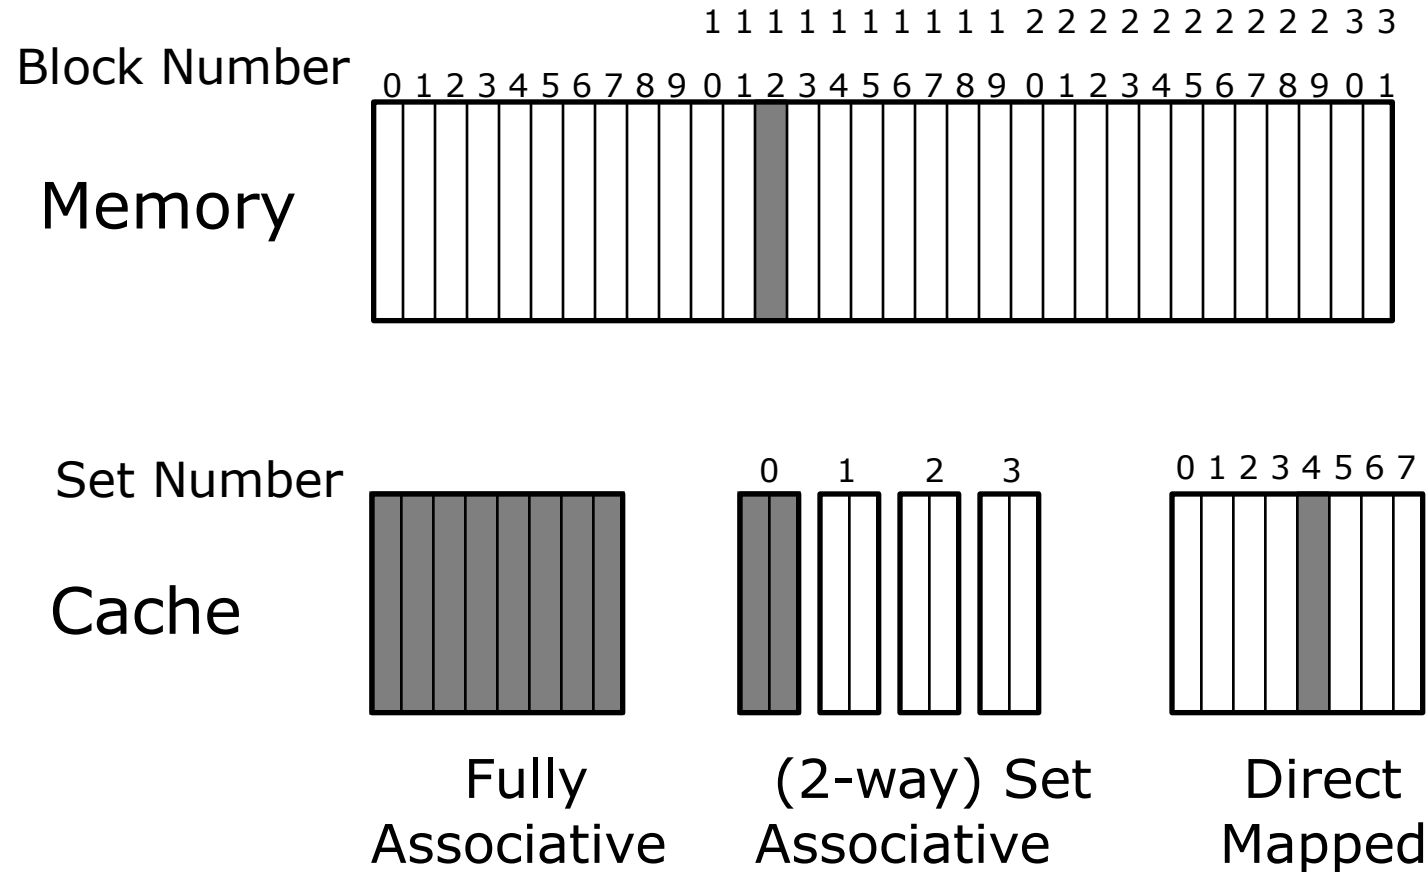 1 1 1 1 1 1 1 1 1 1 2 2 2 2 2 2 2 2 2 2 3 3
Block Number
0 1 2 3 4 5 6 7 8 9 0 1 2 3 4 5 6 7 8 9 0 1 2 3 4 5 6 7 8 9 0 1
Memory
Set Number
0 1 2 3
0 1 2 3 4 5 6 7
Cache
Fully
Associative
(2-way) Set
Associative
Direct
Mapped